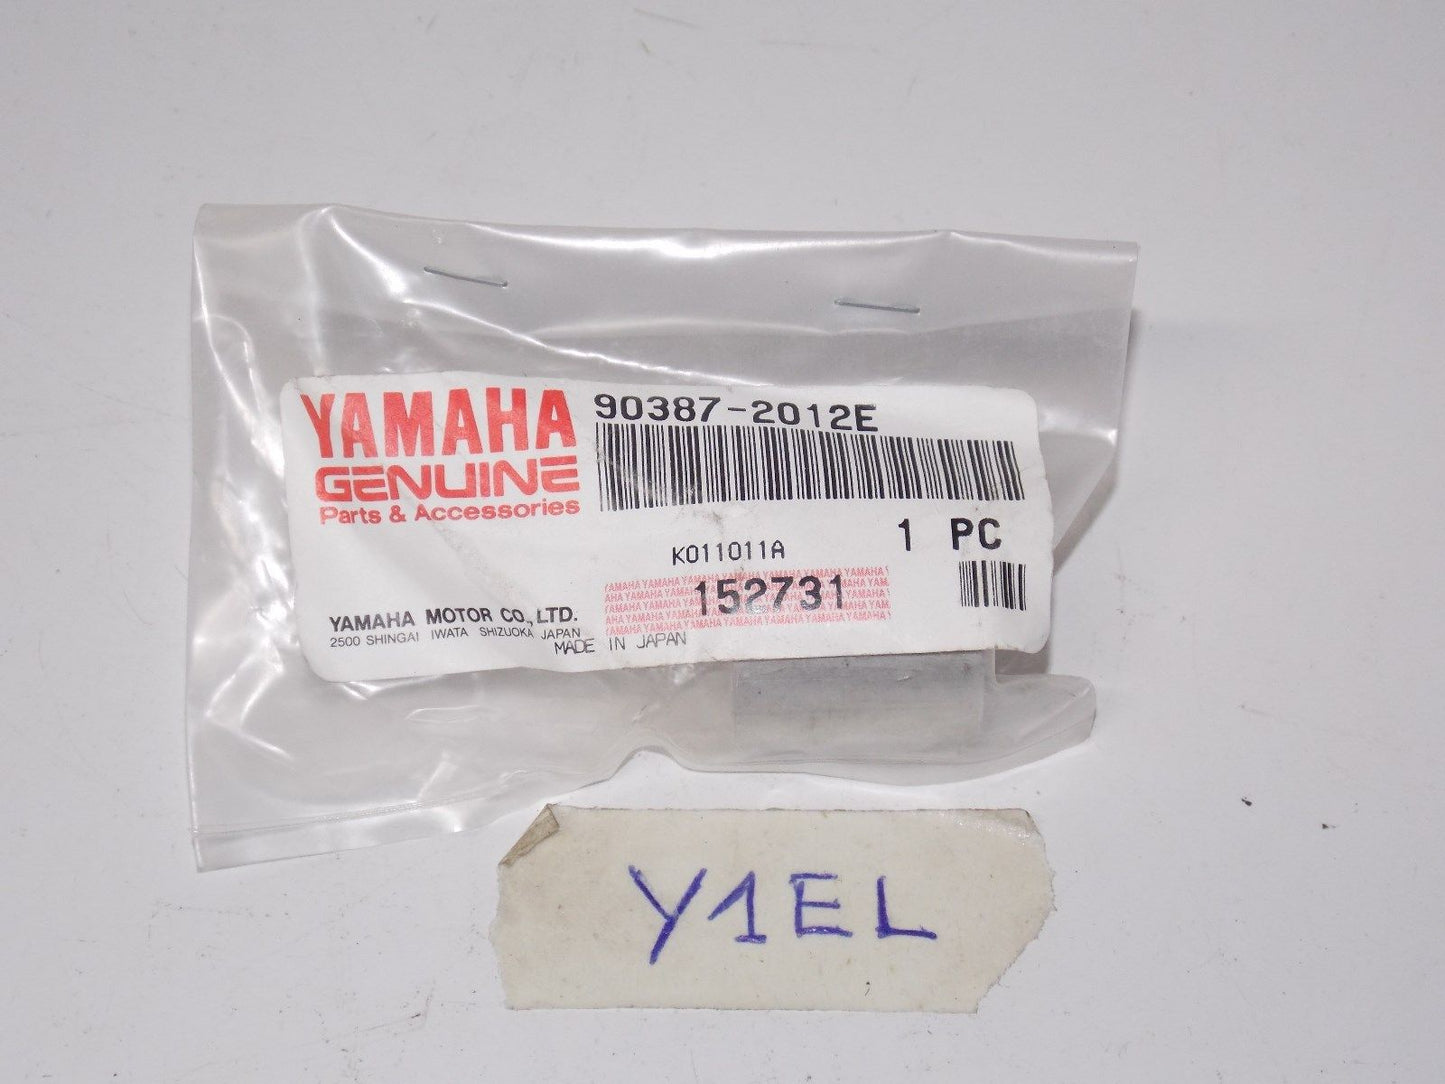 YAMAHA
GENUINE
Parts & Accessories
90387-2012E
1 PC
K011011A
152731
YAMAHA MOTOR CO., LTD.
2500 SHINGAI IWATA SHIZUOKA JAPAN
MADE IN JAPAN
Y1EL